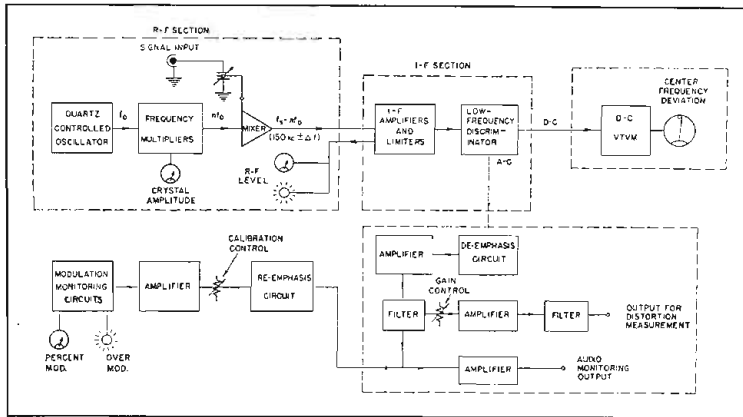 R-F SECTION
SIGNAL INPUT
QUARTZ
CONTROLLED
OSCILLATOR
f0
FREQUENCY
MULTIPLIERS
nf0
MIXER
fs-nf0
(150 kc ± Δf)
CRYSTAL
AMPLITUDE
R-F
LEVEL
I-F SECTION
I-F
AMPLIFIERS
AND
LIMITERS
LOW-
FREQUENCY
DISCRIM-
INATOR
D-C
A-C
CENTER
FREQUENCY
DEVIATION
D-C
VTVM
MODULATION
MONITORING
CIRCUITS
PERCENT
MOD.
OVER
MOD.
AMPLIFIER
CALIBRATION
CONTROL
RE-EMPHASIS
CIRCUIT
AMPLIFIER
DE-EMPHASIS
CIRCUIT
FILTER
GAIN
CONTROL
AMPLIFIER
FILTER
OUTPUT FOR
DISTORTION
MEASUREMENT
AMPLIFIER
AUDIO
MONITORING
OUTPUT